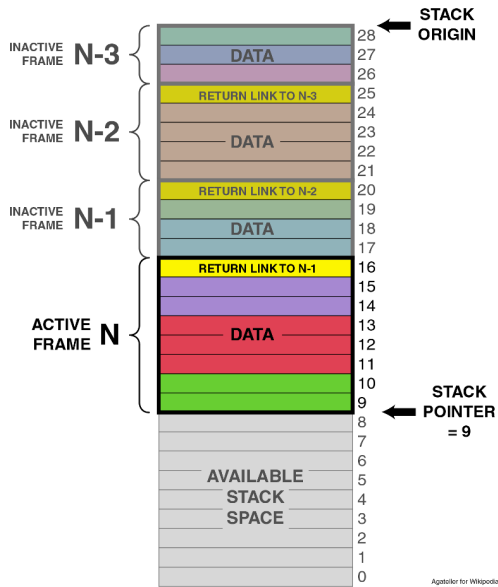 STACK
ORIGIN
28
INACTIVE
FRAME N-3
27
DATA
26
25
RETURN LINK TO N-3
24
INACTIVE
FRAME N-2
23
DATA
22
21
20
RETURN LINK TO N-2
19
INACTIVE
FRAME N-1
18
DATA
17
16
RETURN LINK TO N-1
15
14
ACTIVE
FRAME N
13
DATA
12
11
10
9
STACK
POINTER
= 9
8
7
6
AVAILABLE
STACK
SPACE
5
4
3
2
1
0
Agateller for Wikipedia